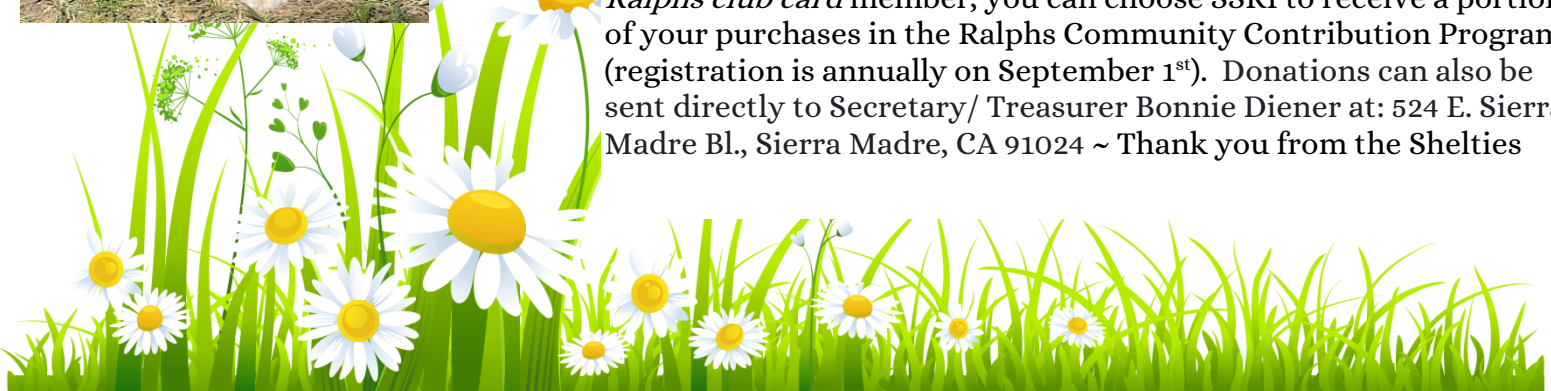 Ralphs club card member, you can choose SSRI to receive a portion
of your purchases in the Ralphs Community Contribution Program
(registration is annually on September 1st).  Donations can also be
sent directly to Secretary/ Treasurer Bonnie Diener at: 524 E. Sierra
Madre Bl., Sierra Madre, CA 91024 ~ Thank you from the Shelties